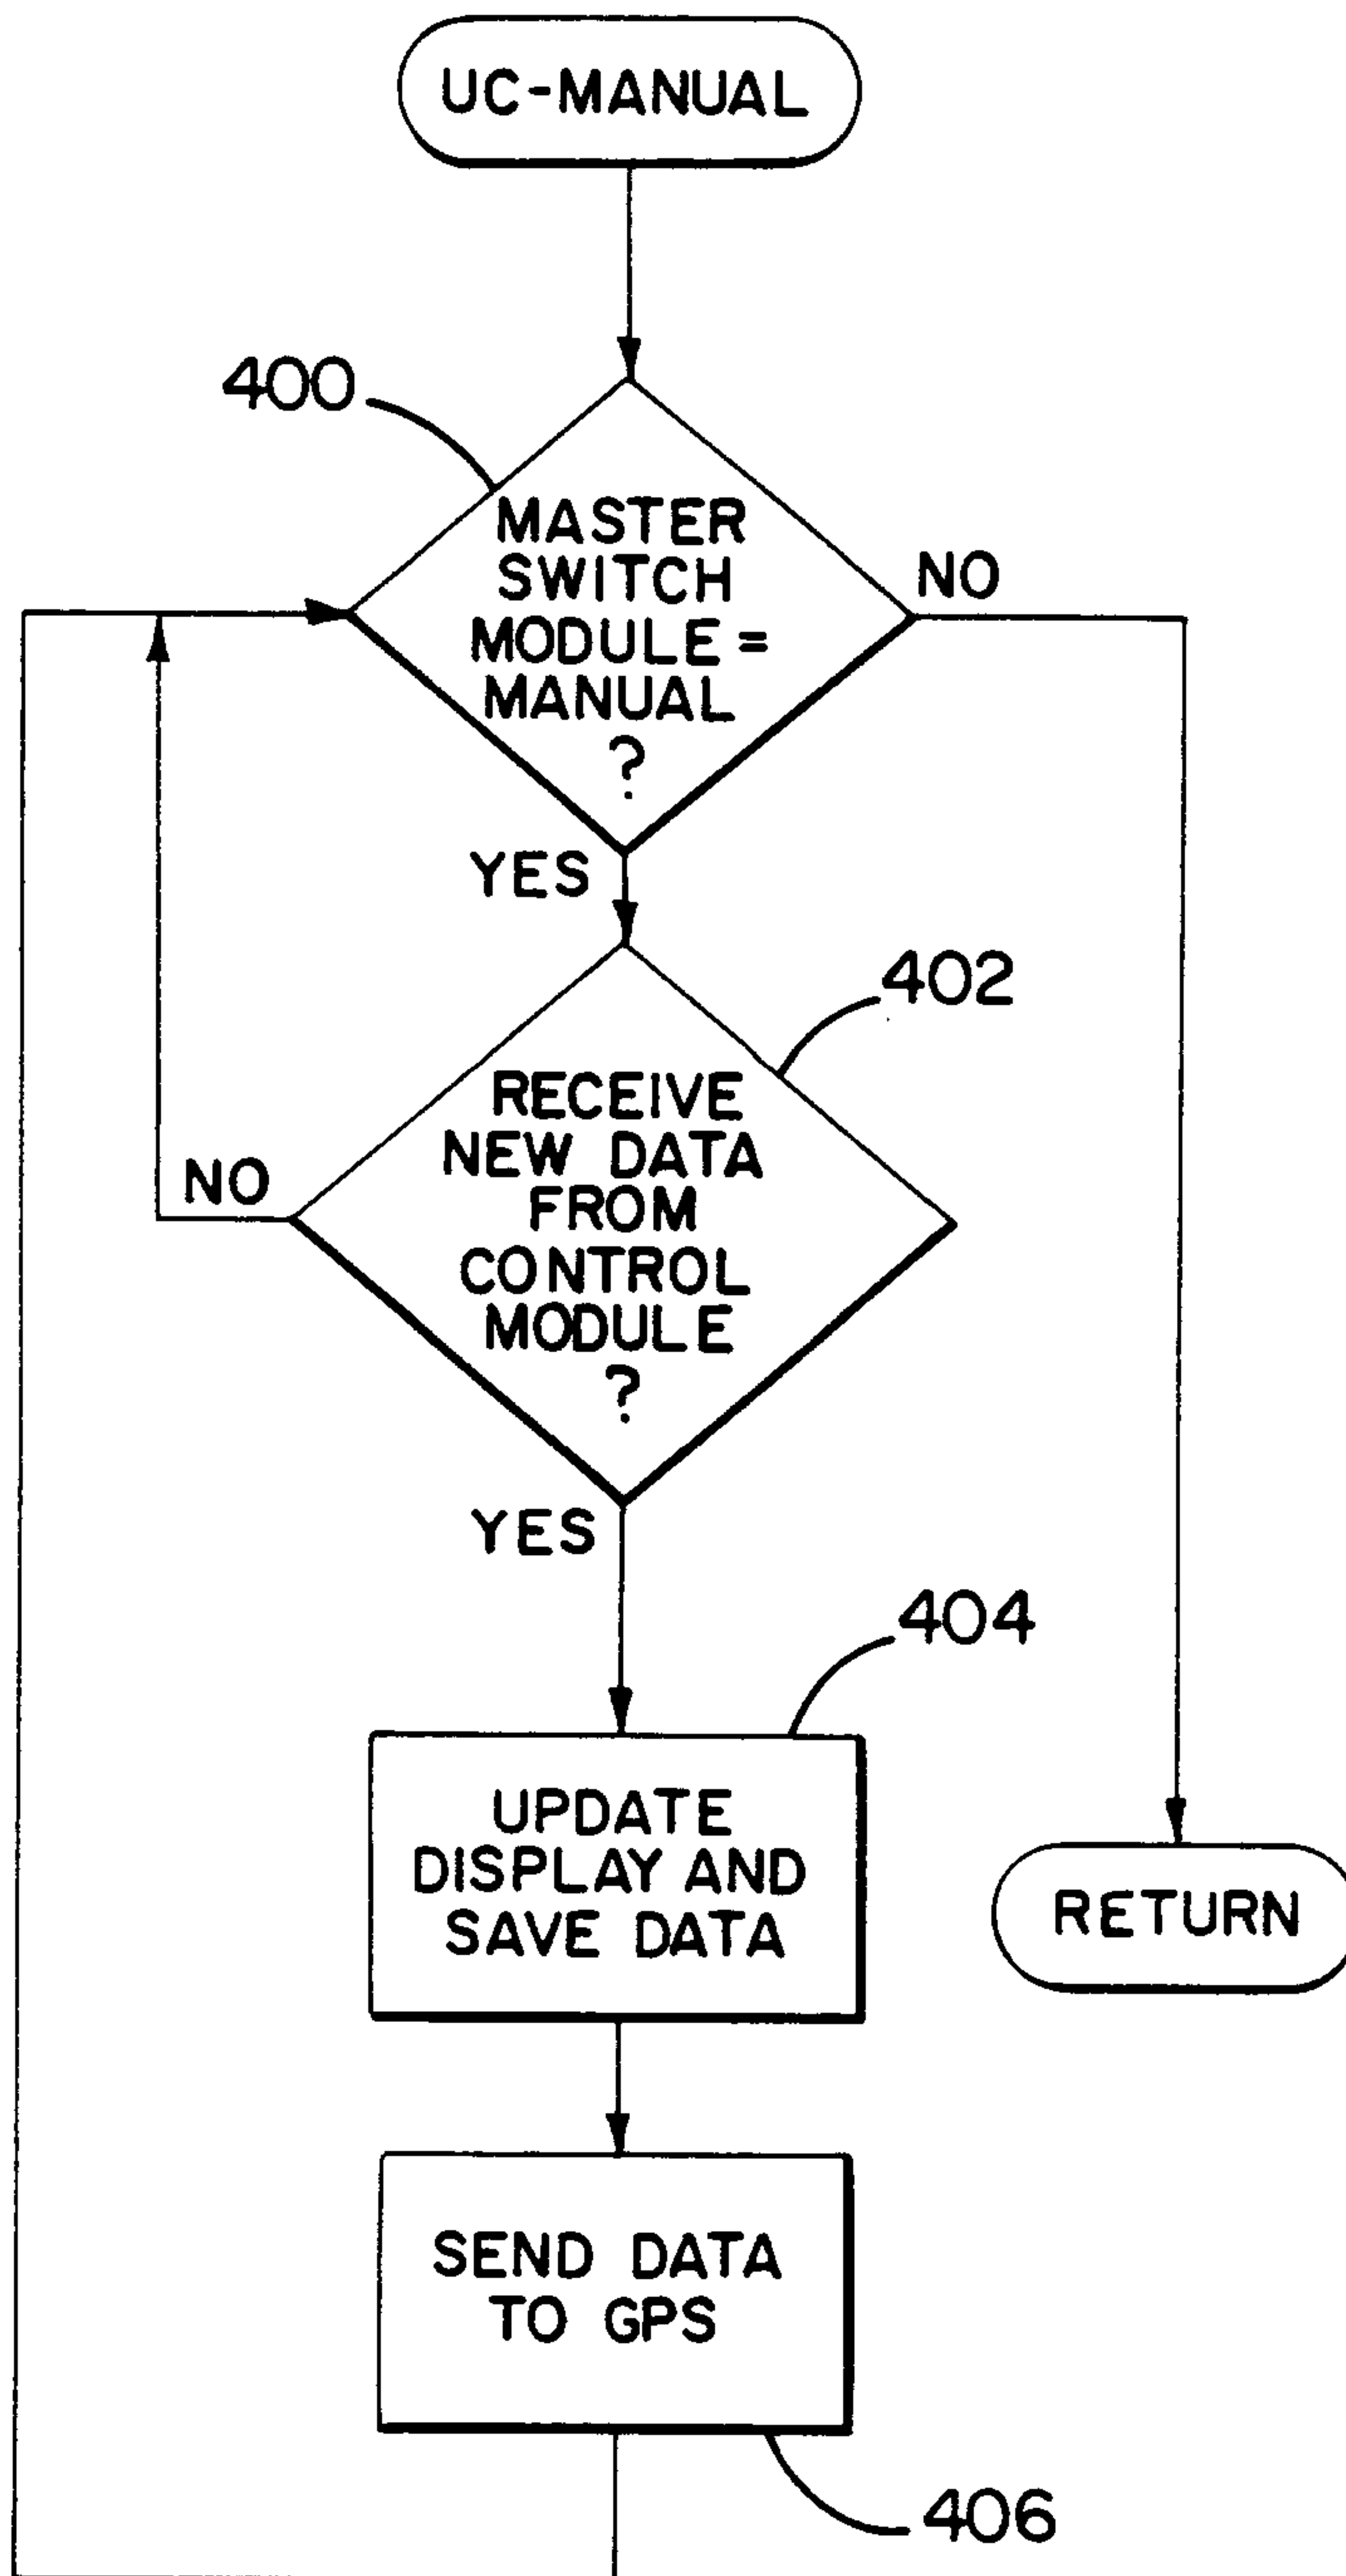 UC-MANUAL
400
MASTER
SWITCH
MODULE =
MANUAL
?
NO
YES
402
RECEIVE
NEW DATA
FROM
CONTROL
MODULE
?
NO
YES
404
UPDATE
DISPLAY AND
SAVE DATA
RETURN
SEND DATA
TO GPS
406